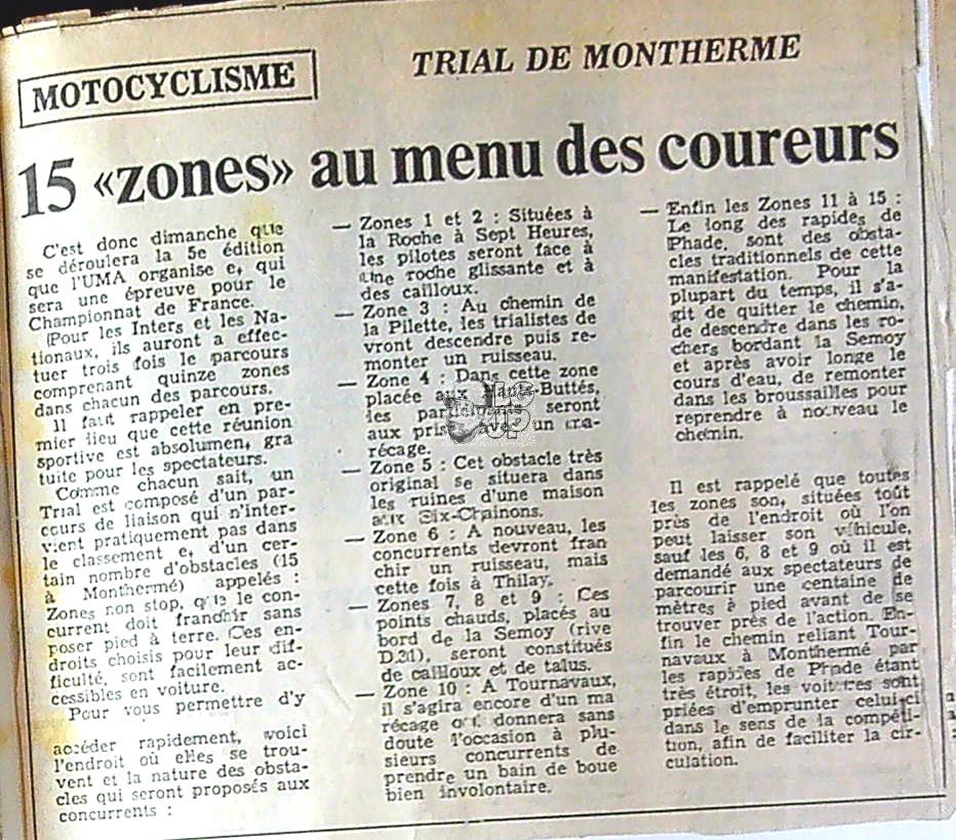 MOTOCYCLISME
TRIAL DE MONTHERME
15 «zones» au menu des coureurs
C'est donc dimanche que
se déroulera la 5e édition
que l'UMA organise et qui
sera une épreuve pour le
Championnat de France.
Pour les Inters et les Na-
tionaux, ils auront a effec-
tuer trois fois le parcours
comprenant quinze zones
dans chacun des parcours.
Il faut rappeler en pre-
mier lieu que cette réunion
sportive est absolument gra
tuite pour les spectateurs.
Comme chacun sait, un
Trial est composé d'un par-
cours de liaison qui n'inter-
vient pratiquement pas dans
le classement et d'un cer-
tain nombre d'obstacles (15
à Monthermé) appelés :
Zones non stop, que le con-
current doit franchir sans
poser pied à terre. Ces en-
droits choisis pour leur dif-
ficulté, sont facilement ac-
cessibles en voiture.
Pour vous permettre d'y
accéder rapidement, voici
l'endroit où elles se trou-
vent et la nature des obsta-
cles qui seront proposés aux
concurrents :
— Zones 1 et 2 : Situées à
la Roche à Sept Heures,
les pilotes seront face à
une roche glissante et à
des cailloux.
— Zone 3 : Au chemin de
la Pilette, les trialistes de
vront descendre puis re-
monter un ruisseau.
— Zone 4 : Dans cette zone
placée aux Hauts-Buttés,
les participants seront
aux prises avec un ma-
récage.
— Zone 5 : Cet obstacle très
original se situera dans
les ruines d'une maison
aux Six-Chainons.
— Zone 6 : A nouveau, les
concurrents devront fran
chir un ruisseau, mais
cette fois à Thilay.
— Zones 7, 8 et 9 : Ces
points chauds, placés au
bord de la Semoy (rive
D.31), seront constitués
de cailloux et de talus.
— Zone 10 : A Tournavaux,
il s'agira encore d'un ma
récage qui donnera sans
doute l'occasion à plu-
sieurs concurrents de
prendre un bain de boue
bien involontaire.
— Enfin les Zones 11 à 15 :
Le long des rapides de
Phade, sont des obsta-
cles traditionnels de cette
manifestation. Pour la
plupart du temps, il s'a-
git de quitter le chemin,
de descendre dans les ro-
chers bordant la Semoy
et après avoir longe le
cours d'eau, de remonter
dans les broussailles pour
reprendre à nouveau le
chemin.
Il est rappelé que toutes
les zones sont situées tout
près de l'endroit où l'on
peut laisser son véhicule,
sauf les 6, 8 et 9 où il est
demandé aux spectateurs de
parcourir une centaine de
mètres à pied avant de se
trouver près de l'action. En-
fin le chemin reliant Tour-
navaux à Monthermé par
les rapides de Phade étant
très étroit, les voitures sont
priées d'emprunter celui-ci
dans le sens de la compéti-
tion, afin de faciliter la cir-
culation.